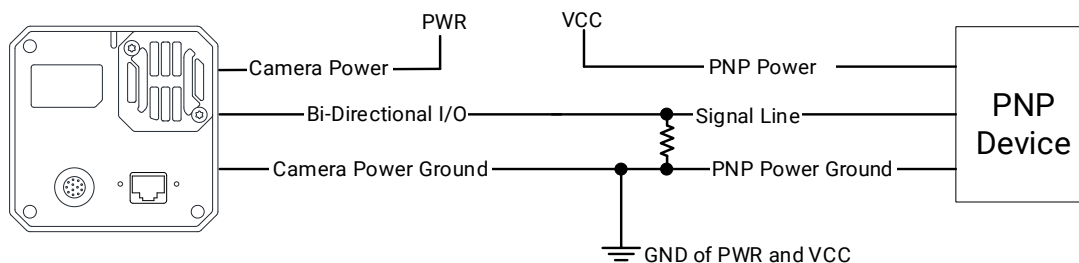 PWR
VCC
Camera Power
PNP Power
Bi-Directional I/O
Signal Line
PNP
Device
Camera Power Ground
PNP Power Ground
GND of PWR and VCC